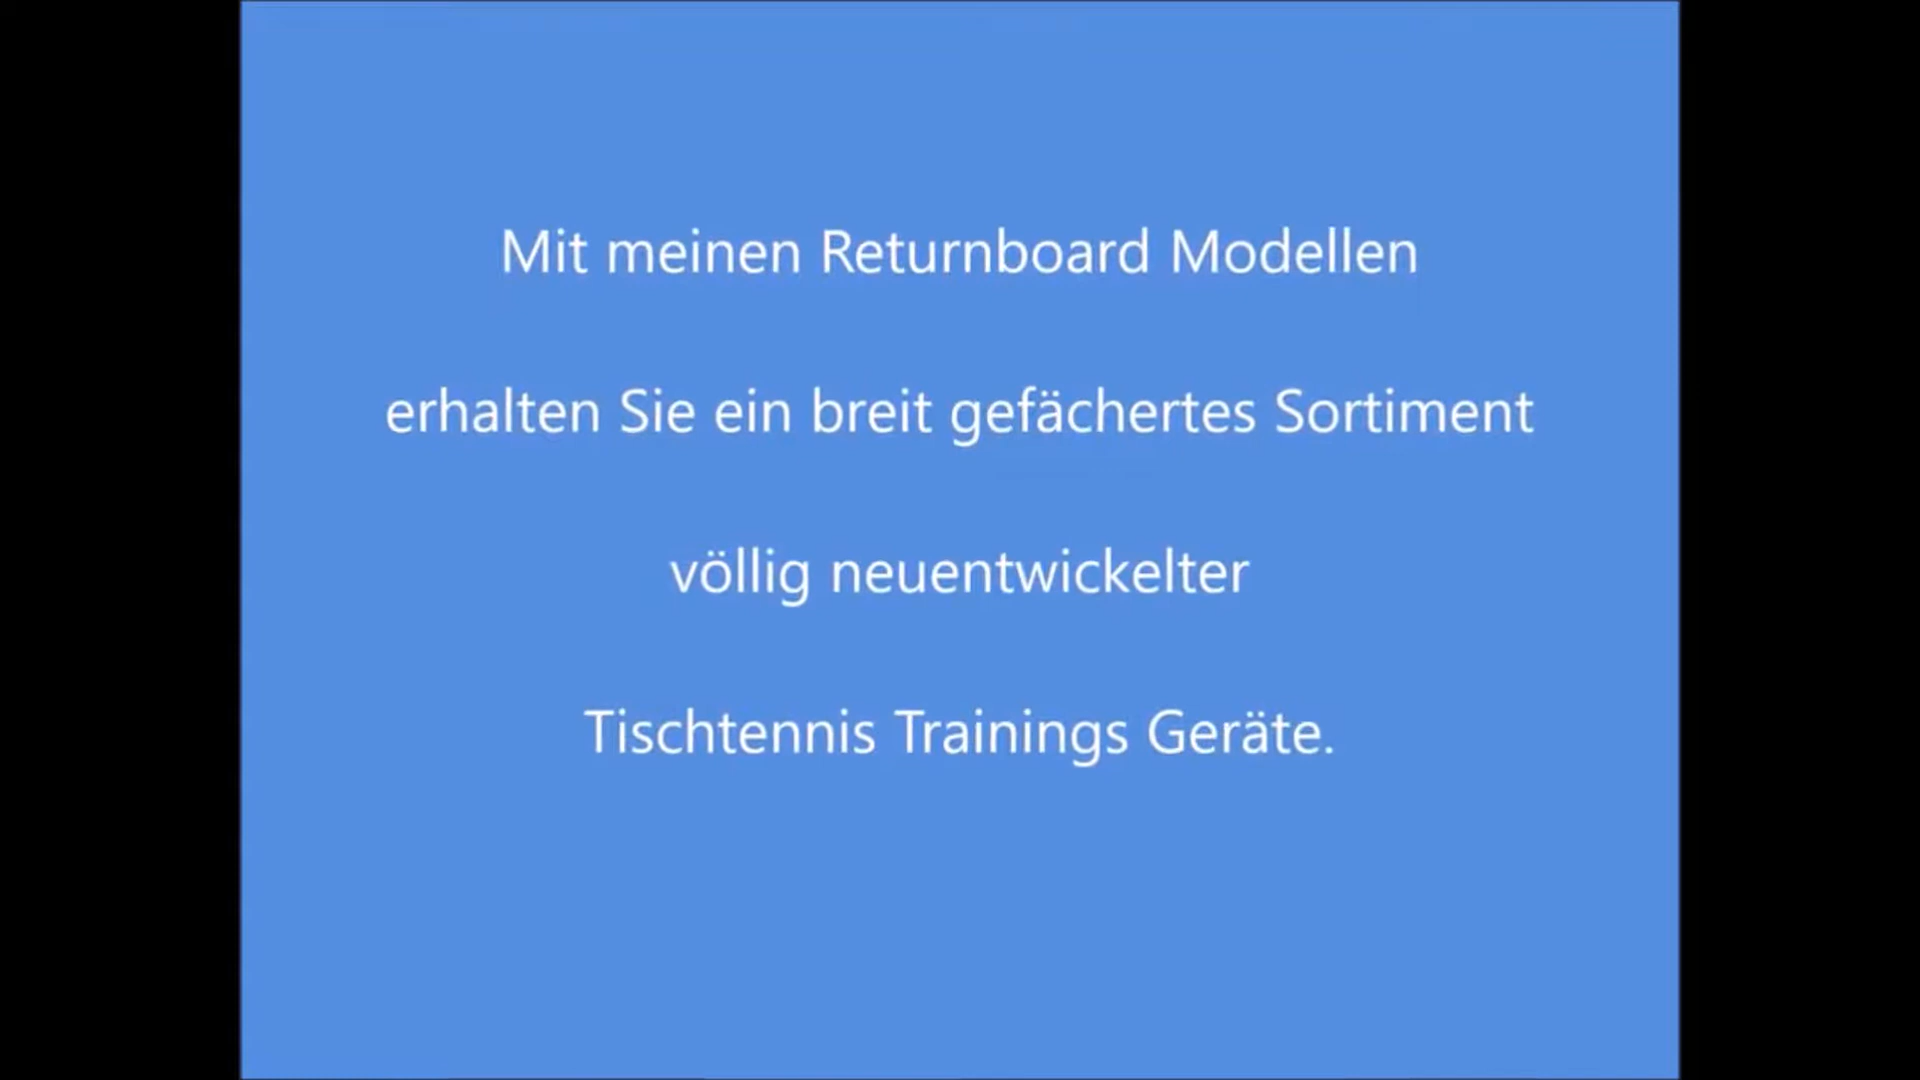 Mit meinen Returnboard Modellen
erhalten Sie ein breit gefächertes Sortiment
völlig neuentwickelter
Tischtennis Trainings Geräte.